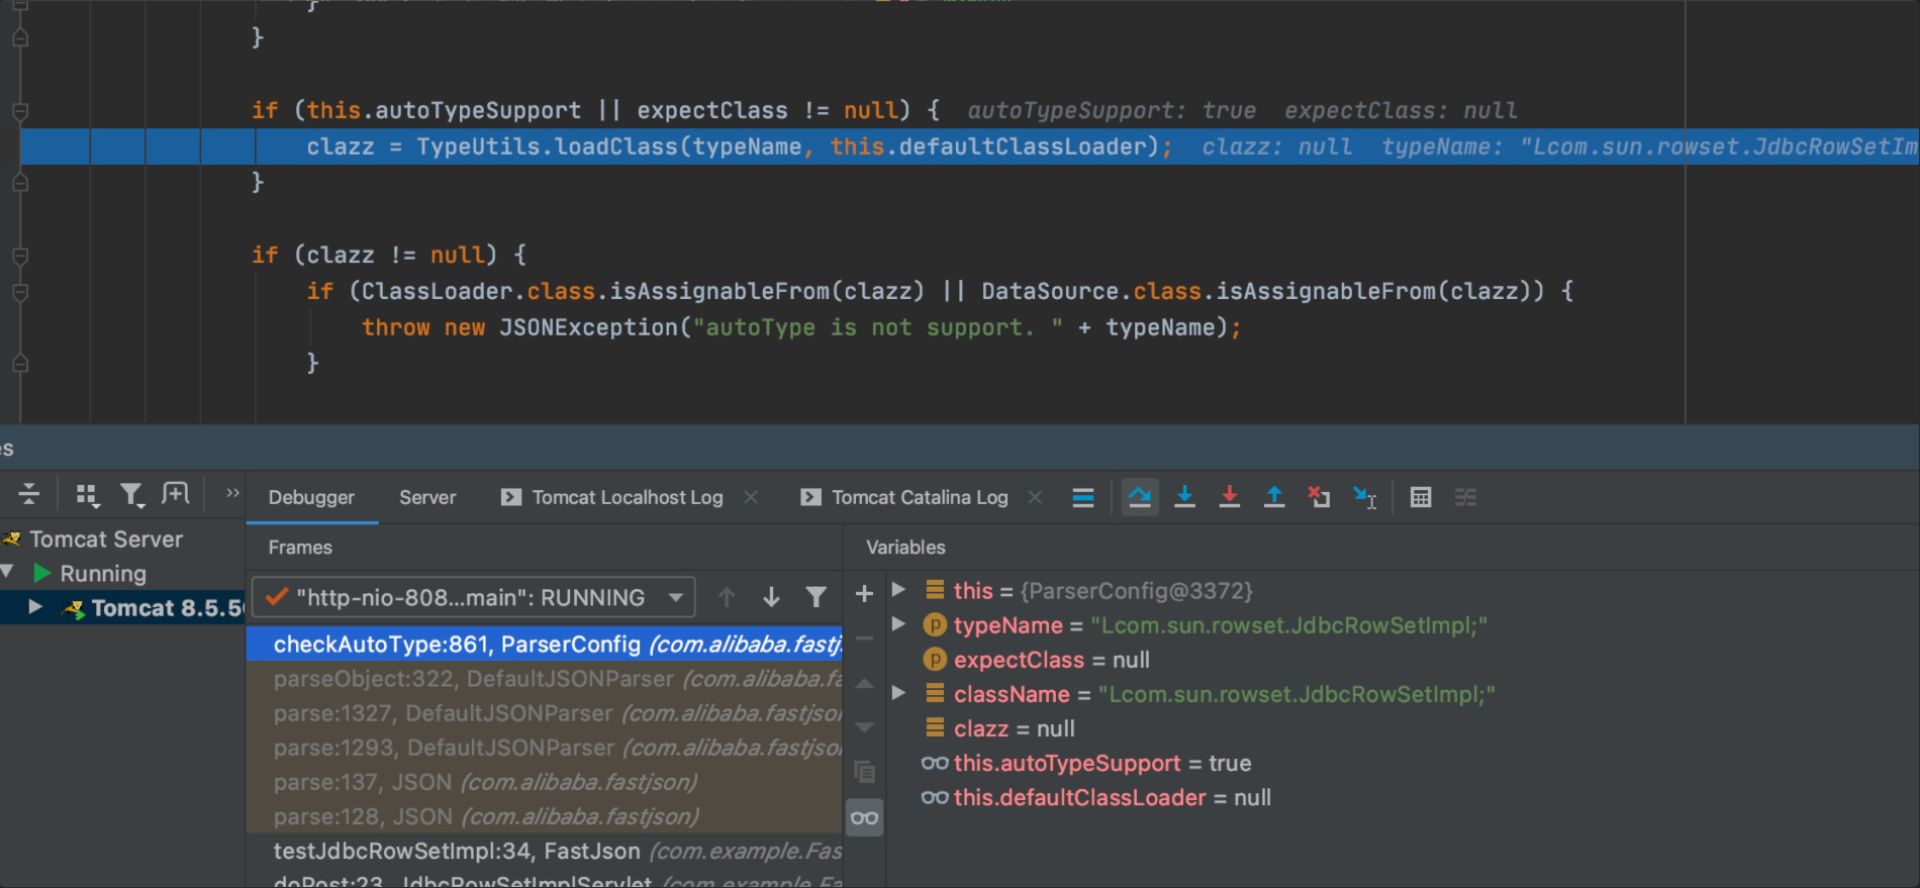 }
}
if (this.autoTypeSupport || expectClass != null) { autoTypeSupport: true expectClass: null
clazz = TypeUtils.loadClass(typeName, this.defaultClassLoader); clazz: null typeName: "Lcom.sun.rowset.JdbcRowSetIm
}
if (clazz != null) {
if (ClassLoader.class.isAssignableFrom(clazz) || DataSource.class.isAssignableFrom(clazz)) {
throw new JSONException("autoType is not support. " + typeName);
}
es
Debugger Server Tomcat Localhost Log Tomcat Catalina Log
Tomcat Server
Running
Tomcat 8.5.5
Frames
"http-nio-808...main": RUNNING
checkAutoType:861, ParserConfig (com.alibaba.fastj
parseObject:322, DefaultJSONParser (com.alibaba.fa
parse:1327, DefaultJSONParser (com.alibaba.fastjso
parse:1293, DefaultJSONParser (com.alibaba.fastjso
parse:137, JSON (com.alibaba.fastjson)
parse:128, JSON (com.alibaba.fastjson)
testJdbcRowSetImpl:34, FastJson (com.example.Fas
doPost:23, JdbcRowSetImplServlet (com.example.Fa
Variables
this = {ParserConfig@3372}
typeName = "Lcom.sun.rowset.JdbcRowSetImpl;"
expectClass = null
className = "Lcom.sun.rowset.JdbcRowSetImpl;"
clazz = null
this.autoTypeSupport = true
this.defaultClassLoader = null